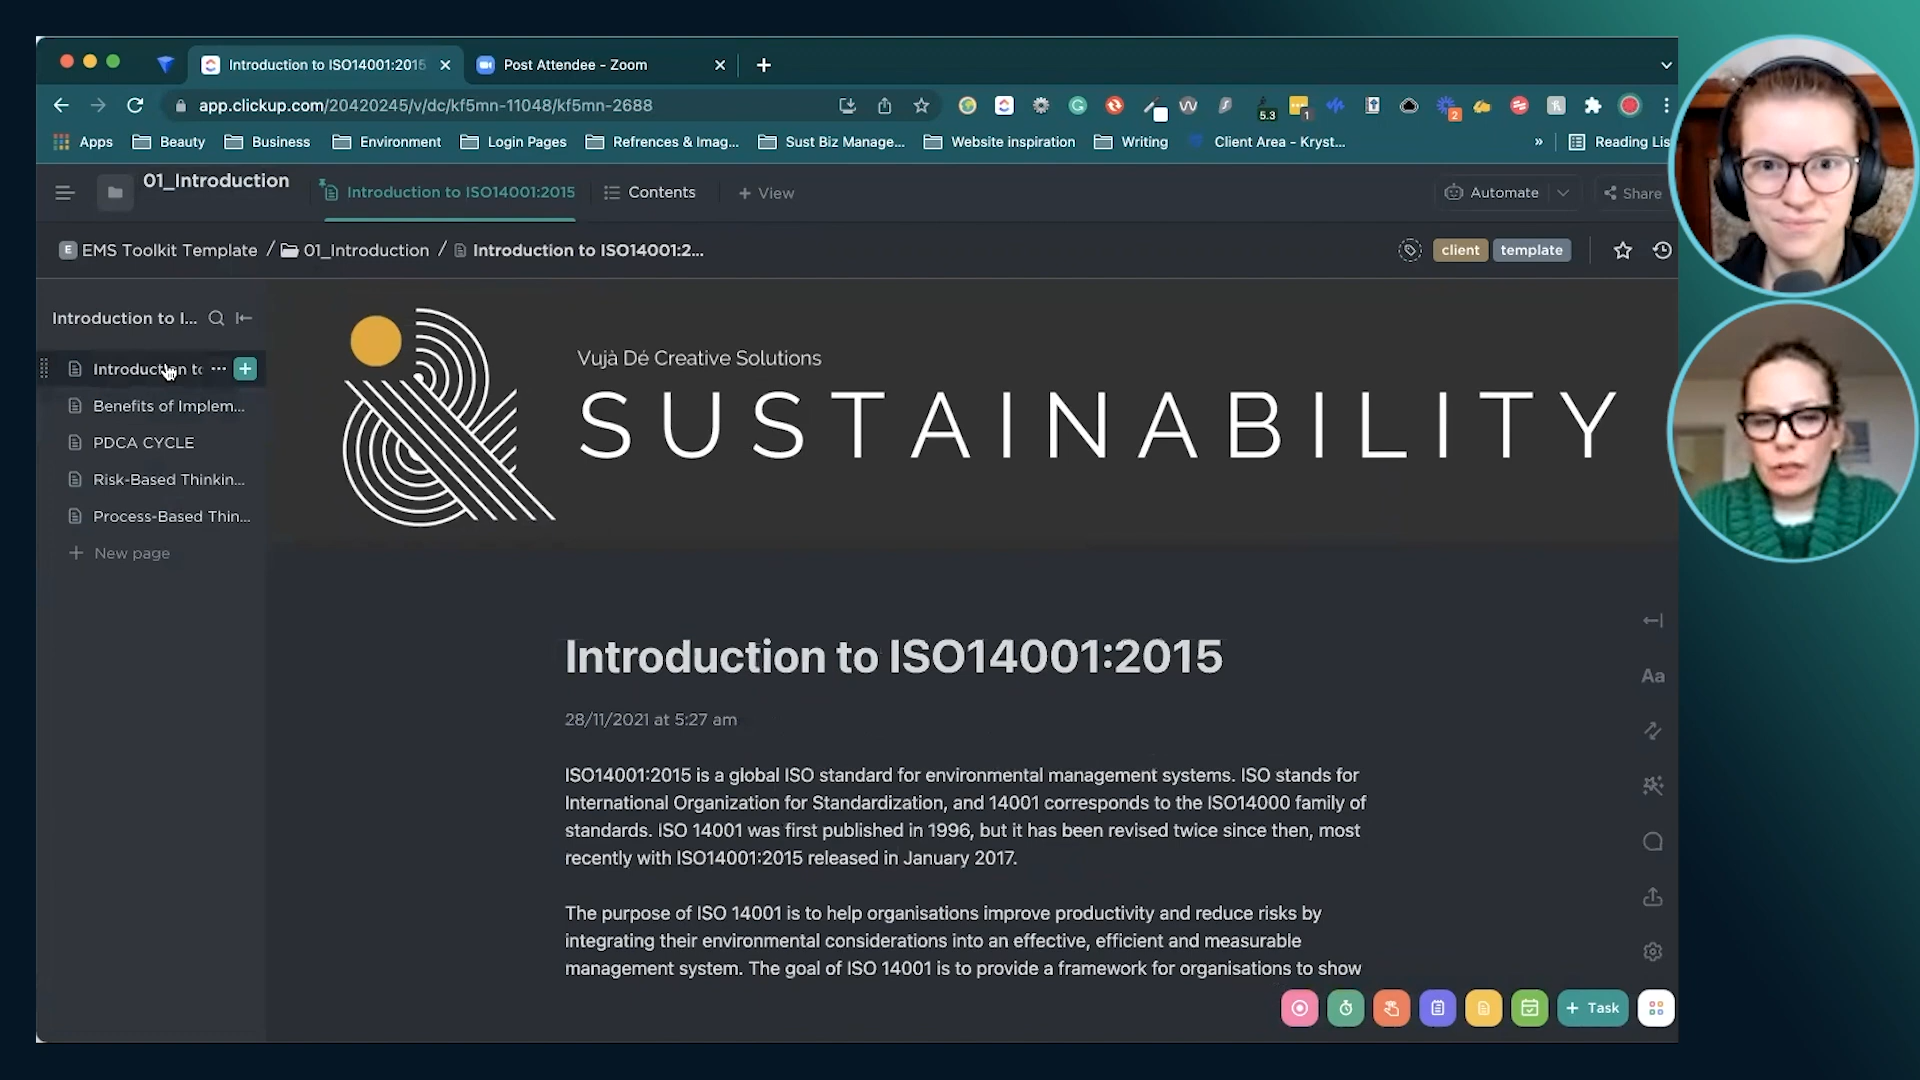 Introduction to ISO14001:2015
Post Attendee - Zoom
app.clickup.com/20420245/v/dc/kf5mn-11048/kf5mn-2688
5.3
1
2
Apps
Beauty
Business
Environment
Login Pages
Refrences & Imag...
Sust Biz Manage...
Website inspiration
Writing
Client Area - Kryst...
»
Reading Lis
01_Introduction
Introduction to ISO14001:2015
Contents
+ View
Automate
Share
E EMS Toolkit Template / 01_Introduction / Introduction to ISO14001:2...
client
template
Introduction to I...
Introduction to
Benefits of Implem...
PDCA CYCLE
Risk-Based Thinkin...
Process-Based Thin...
+ New page
Vujà Dé Creative Solutions
SUSTAINABILITY
Introduction to ISO14001:2015
28/11/2021 at 5:27 am
ISO14001:2015 is a global ISO standard for environmental management systems. ISO stands for
International Organization for Standardization, and 14001 corresponds to the ISO14000 family of
standards. ISO 14001 was first published in 1996, but it has been revised twice since then, most
recently with ISO14001:2015 released in January 2017.
The purpose of ISO 14001 is to help organisations improve productivity and reduce risks by
integrating their environmental considerations into an effective, efficient and measurable
management system. The goal of ISO 14001 is to provide a framework for organisations to show
Aa
+ Task